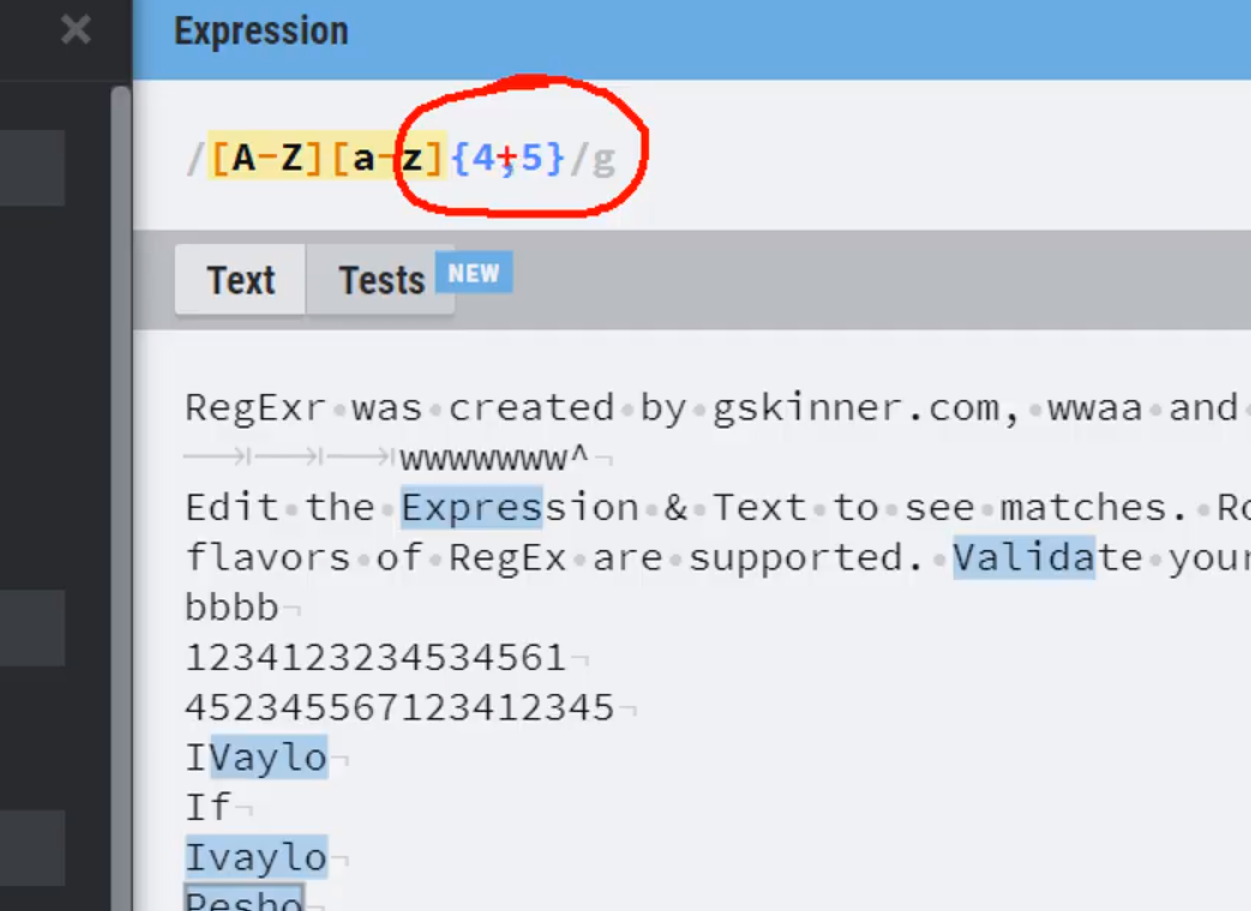 Expression
/[A-Z][a-z]{4,5}/g
Text Tests NEW
RegExr was created by gskinner.com, wwaa and
wwwwwww^
Edit the Expression & Text to see matches. Ro
flavors of RegEx are supported. Validate your
bbbb
1234123234534561
452345567123412345
IVaylo
If
Ivaylo
Pesho